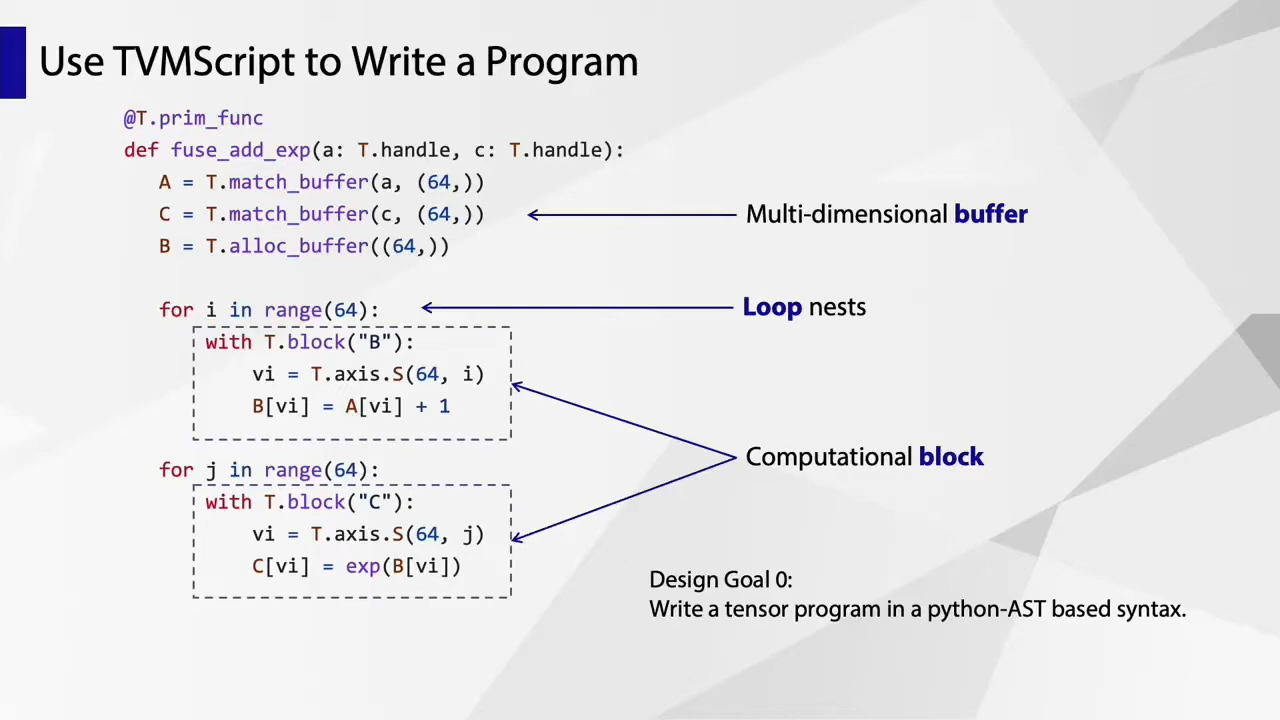 Use TVMScript to Write a Program
@T.prim_func
def fuse_add_exp(a: T.handle, c: T.handle):
A = T.match_buffer(a, (64,))
C = T.match_buffer(c, (64,))
B = T.alloc_buffer((64,))
Multi-dimensional buffer
for i in range(64):
Loop nests
with T.block("B"):
vi = T.axis.S(64, i)
B[vi] = A[vi] + 1
Computational block
for j in range(64):
with T.block("C"):
vi = T.axis.S(64, j)
C[vi] = exp(B[vi])
Design Goal 0:
Write a tensor program in a python-AST based syntax.